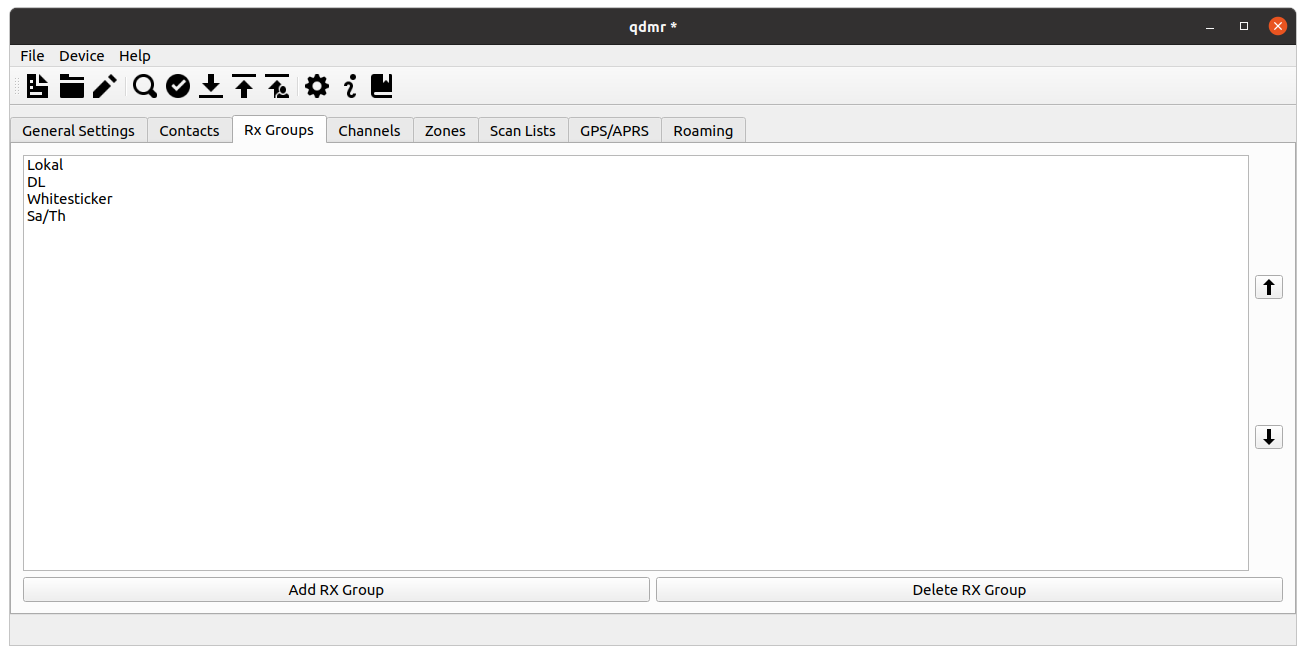 qdmr *
File Device Help
General Settings Contacts Rx Groups Channels Zones Scan Lists GPS/APRS Roaming
Lokal
DL
Whitesticker
Sa/Th
Add RX Group Delete RX Group